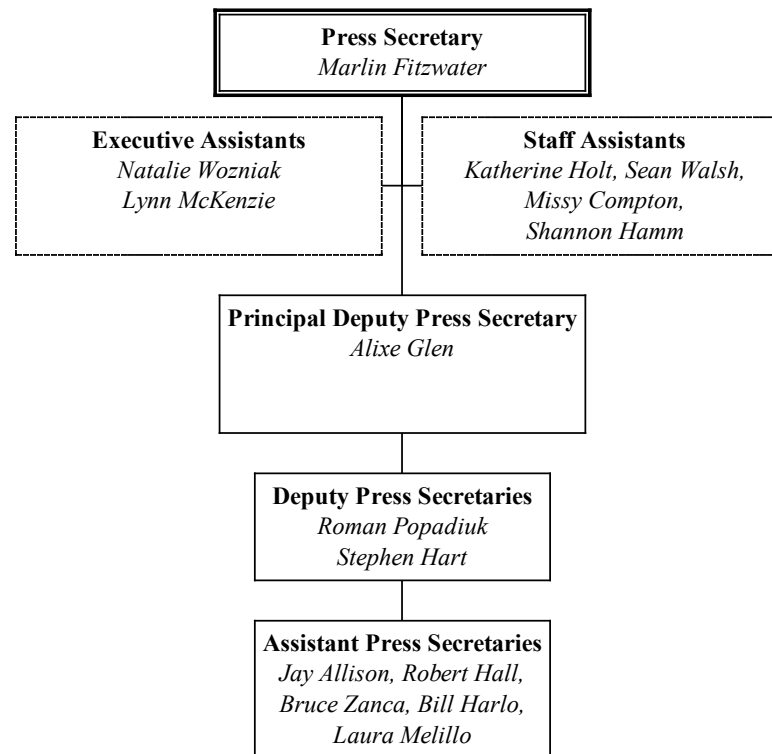 Press Secretary
Marlin Fitzwater
Executive Assistants
Natalie Wozniak
Lynn McKenzie
Staff Assistants
Katherine Holt, Sean Walsh,
Missy Compton,
Shannon Hamm
Principal Deputy Press Secretary
Alixe Glen
Deputy Press Secretaries
Roman Popadiuk
Stephen Hart
Assistant Press Secretaries
Jay Allison, Robert Hall,
Bruce Zanca, Bill Harlo,
Laura Melillo